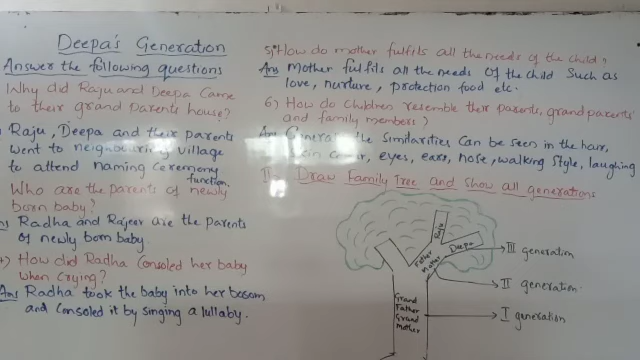 Deepa's Generation
Answer the following questions
Why did Raju and Deepa came
to their grand parents house?
Raju, Deepa and their parents
went to neighbouring village
to attend naming ceremony
function.
Who are the parents of newly
born baby?
Radha and Rajeev are the parents
of newly born baby.
How did Radha consoled her baby
when crying?
Ans Radha took the baby into her bosom
and consoled it by singing a lullaby.
5) How do mother fulfils all the needs of the child?
Ans Mother fulfils all the needs of the child such as
love, nurture, protection food etc.
6) How do children resemble their parents, grand parents
and family members?
the similarities can be seen in the hair,
eyes, ears, nose, walking style, laughing
II Draw Family Tree and show all generations
Raju
Deepa
Father
Mother
III generation
II generation
Grand
Father
Grand
Mother
I generation